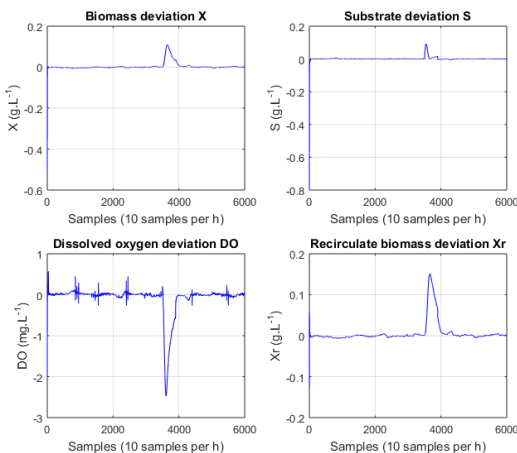 Biomass deviation X
0.2
0
-0.2
-0.4
-0.6
X (g.L-1)
0 2000 4000 6000
Samples (10 samples per h)
Substrate deviation S
0.2
0
-0.2
-0.4
-0.6
-0.8
S (g.L-1)
0 2000 4000 6000
Samples (10 samples per h)
Dissolved oxygen deviation DO
1
0
-1
-2
-3
DO (mg.L-1)
0 2000 4000 6000
Samples (10 samples per h)
Recirculate biomass deviation Xr
0.2
0.1
0
-0.1
-0.2
Xr (g.L-1)
0 2000 4000 6000
Samples (10 samples per h)